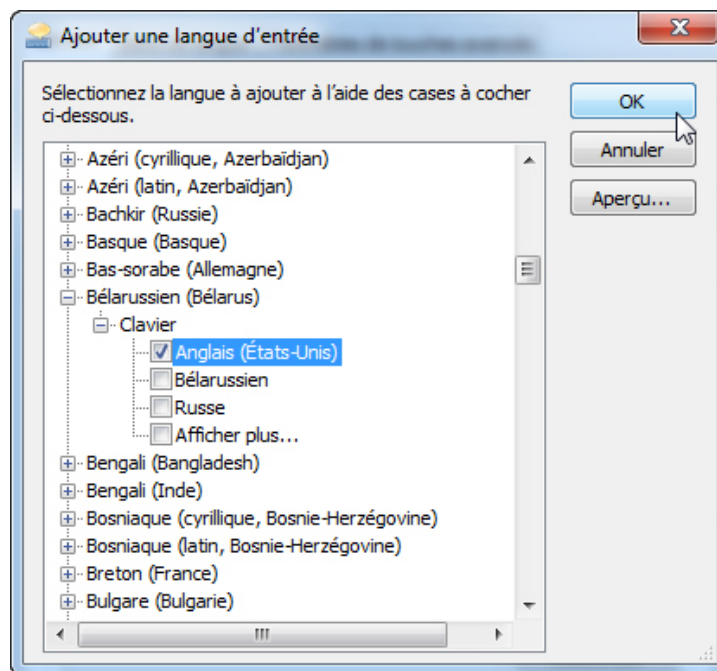 Ajouter une langue d'entrée
Sélectionnez la langue à ajouter à l'aide des cases à cocher
ci-dessous.
OK
Annuler
Aperçu...
Azéri (cyrillique, Azerbaïdjan)
Azéri (latin, Azerbaïdjan)
Bachkir (Russie)
Basque (Basque)
Bas-sorabe (Allemagne)
Bélarussien (Bélarus)
Clavier
Anglais (États-Unis)
Bélarussien
Russe
Afficher plus...
Bengali (Bangladesh)
Bengali (Inde)
Bosniaque (cyrillique, Bosnie-Herzégovine)
Bosniaque (latin, Bosnie-Herzégovine)
Breton (France)
Bulgare (Bulgarie)